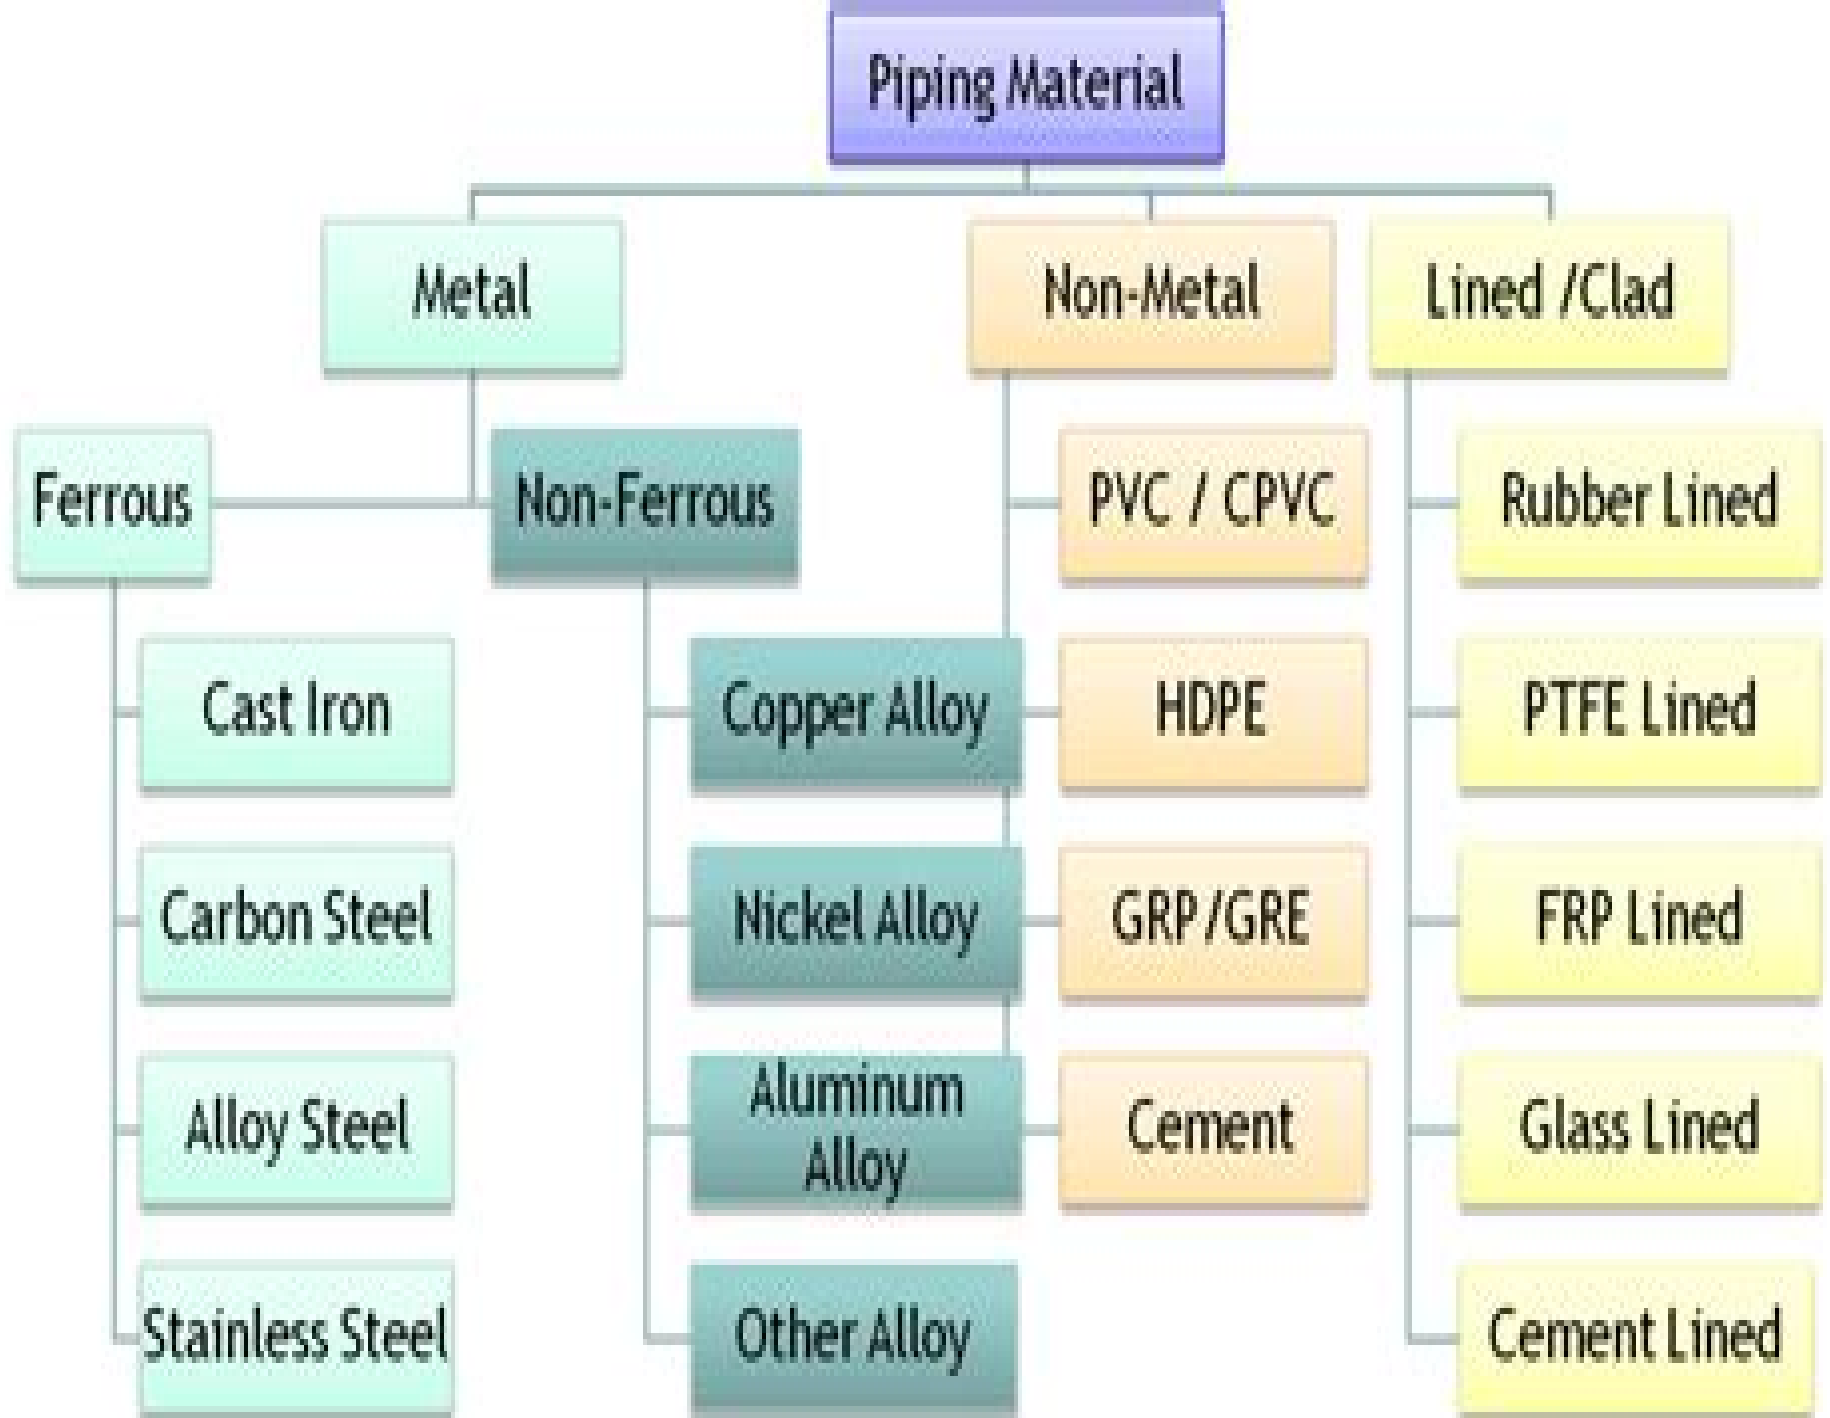 Piping Material
Metal
Non-Metal
Lined /Clad
Ferrous
Non-Ferrous
PVC / CPVC
Rubber Lined
Cast Iron
Copper Alloy
HDPE
PTFE Lined
Carbon Steel
Nickel Alloy
GRP/GRE
FRP Lined
Alloy Steel
Aluminum
Alloy
Cement
Glass Lined
Stainless Steel
Other Alloy
Cement Lined